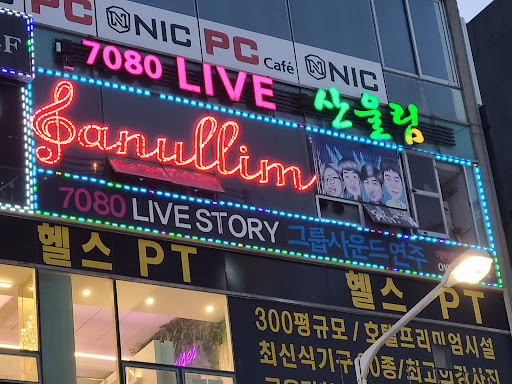 PC NIC PC Café NIC
7080 LIVE 산울림
Sanullim
7080 LIVE STORY 그룹사운드 연주
헬스 PT 헬스 PT
300평규모 / 호텔프리미엄시설
최신식기구